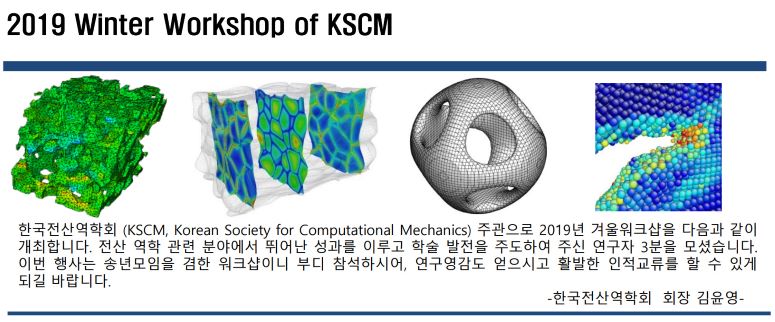 2019 Winter Workshop of KSCM
한국전산역학회 (KSCM, Korean Society for Computational Mechanics) 주관으로 2019년 겨울워크샵을 다음과 같이
개최합니다. 전산 역학 관련 분야에서 뛰어난 성과를 이루고 학술 발전을 주도하여 주신 연구자 3분을 모셨습니다.
이번 행사는 송년모임을 겸한 워크샵이니 부디 참석하시어, 연구영감도 얻으시고 활발한 인적교류를 할 수 있게
되길 바랍니다.
-한국전산역학회 회장 김윤영-